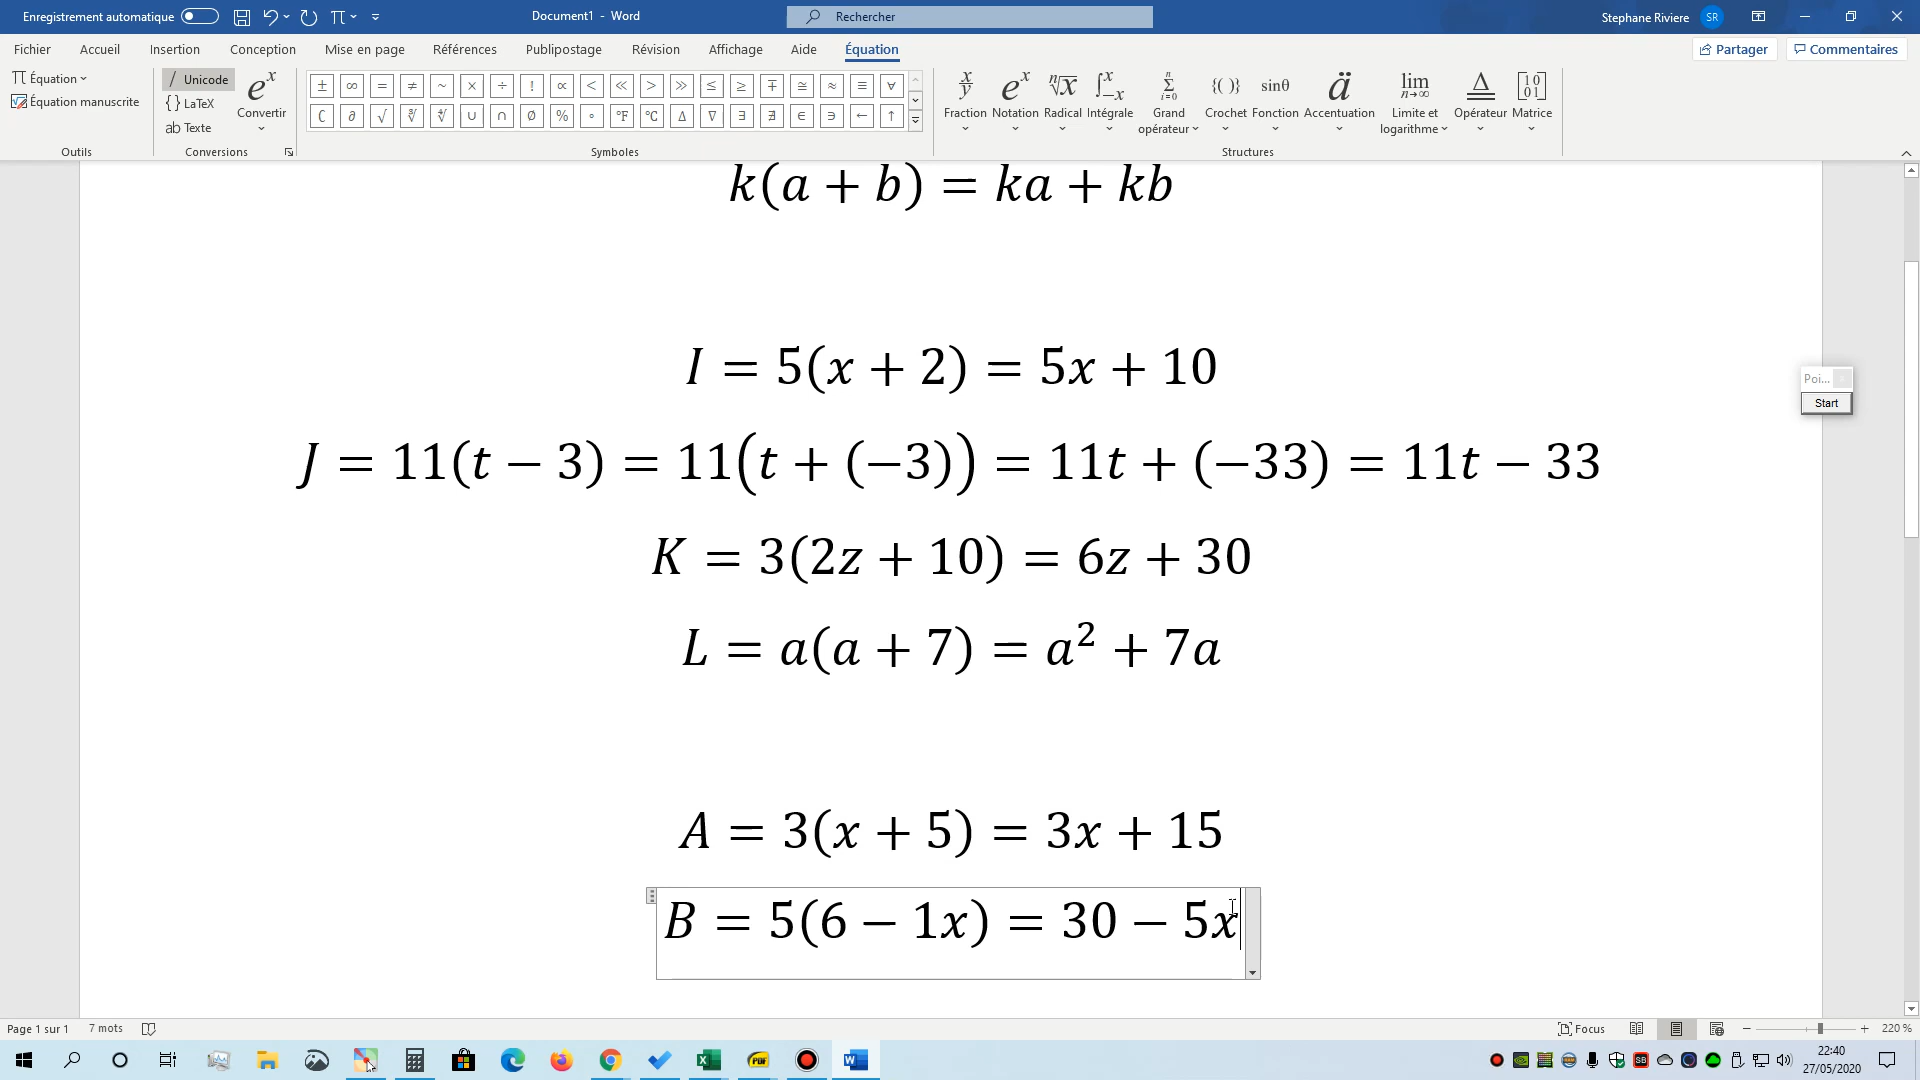 Enregistrement automatique
Document1 - Word
Rechercher
Stephane Riviere SR
Fichier Accueil Insertion Conception Mise en page Références Publipostage Révision Affichage Aide Équation
Partager Commentaires
π Équation
Équation manuscrite
Outils
/ Unicode
{} LaTeX
ab Texte
eˣ
Convertir
Conversions
± ∞ = ≠ ~ × ÷ ! ∝ < ≪ > ≫ ≤ ≥ ∓ ≅ ≈ ≡ ∀
∁ ∂ √ ∛ ∜ ∪ ∩ ∅ % ° °F °C ∆ ∇ ∃ ∄ ∈ ∋ ← ↑
Symboles
Fraction Notation Radical Intégrale Grand opérateur Crochet Fonction Accentuation Limite et logarithme Opérateur Matrice
Structures
k(a + b) = ka + kb
I = 5(x + 2) = 5x + 10
J = 11(t − 3) = 11(t + (−3)) = 11t + (−33) = 11t − 33
K = 3(2z + 10) = 6z + 30
L = a(a + 7) = a² + 7a
A = 3(x + 5) = 3x + 15
B = 5(6 − 1x) = 30 − 5x
Poi... x
Start
Page 1 sur 1 7 mots
Focus
220 %
22:40
27/05/2020